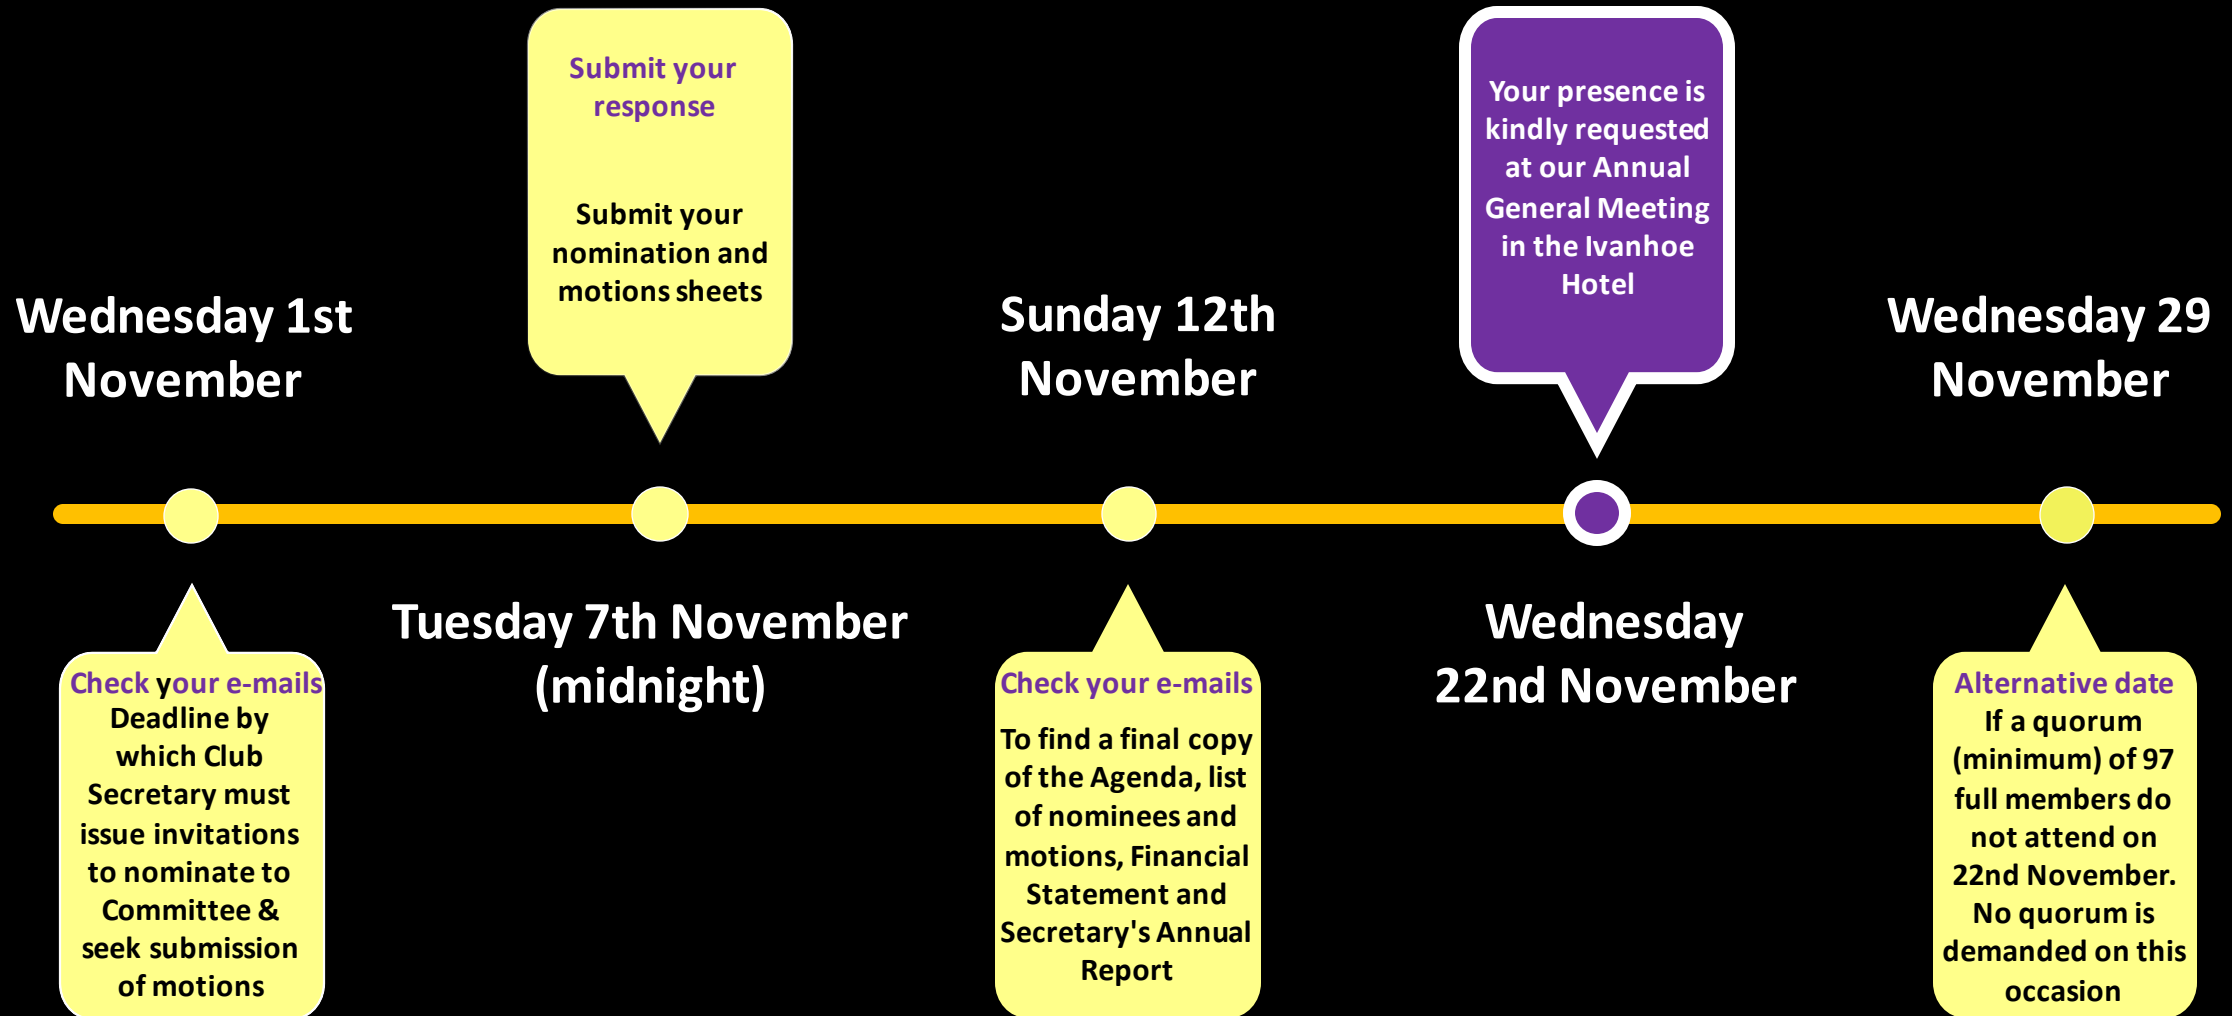 Wednesday 1st
November
Check your e-mails
Deadline by
which Club
Secretary must
issue invitations
to nominate to
Committee &
seek submission
of motions
Submit your
response
Submit your
nomination and
motions sheets
Tuesday 7th November
(midnight)
Sunday 12th
November
Check your e-mails
To find a final copy
of the Agenda, list
of nominees and
motions, Financial
Statement and
Secretary's Annual
Report
Your presence is
kindly requested
at our Annual
General Meeting
in the Ivanhoe
Hotel
Wednesday
22nd November
Wednesday 29
November
Alternative date
If a quorum
(minimum) of 97
full members do
not attend on
22nd November.
No quorum is
demanded on this
occasion